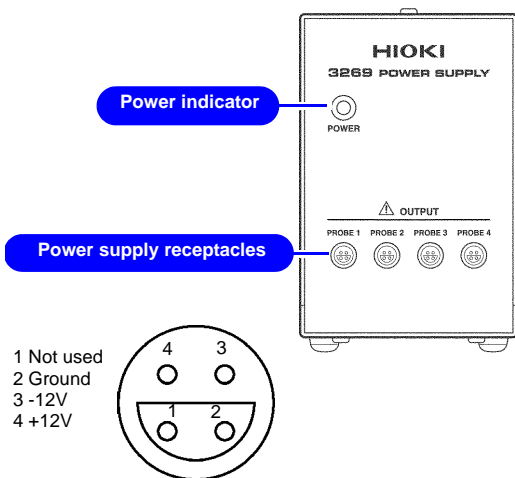 HIOKI
3269 POWER SUPPLY
Power indicator
POWER
OUTPUT
PROBE 1 PROBE 2 PROBE 3 PROBE 4
Power supply receptacles
1 Not used
2 Ground
3 -12V
4 +12V
4 3
1 2